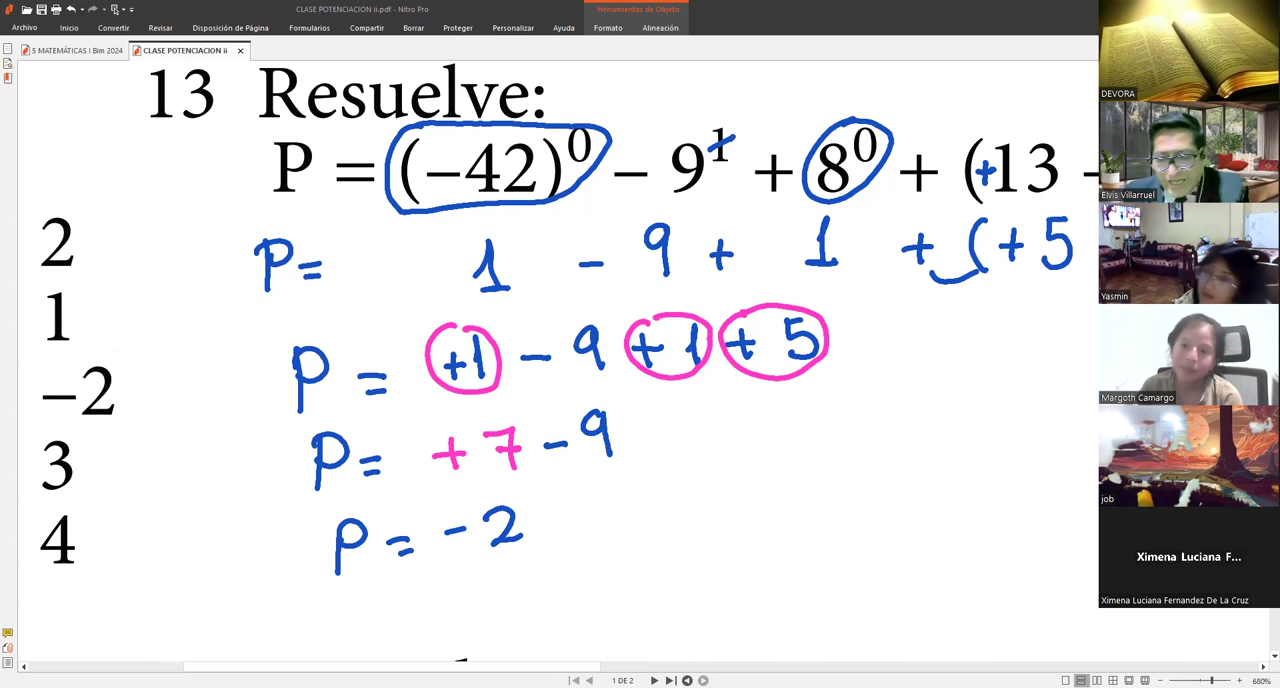 CLASE POTENCIACION ii.pdf - Nitro Pro
Herramientas de Objeto
Archivo Inicio Convertir Revisar Disposición de Página Formularios Compartir Borrar Proteger Personalizar Ayuda Formato Alineación
5 MATEMÁTICAS I Bim 2024 CLASE POTENCIACION ii
13 Resuelve:
P = (−42)⁰ − 9¹ + 8⁰ + (+13 −
P = 1 - 9 + 1 + (+5
P = +1 - 9 + 1 + 5
P = +7 - 9
P = -2
2
1
−2
3
4
DEVORA
Elvis Villarruel
Yasmin
Margoth Camargo
job
Ximena Luciana F...
Ximena Luciana Fernandez De La Cruz
1 DE 2
680%